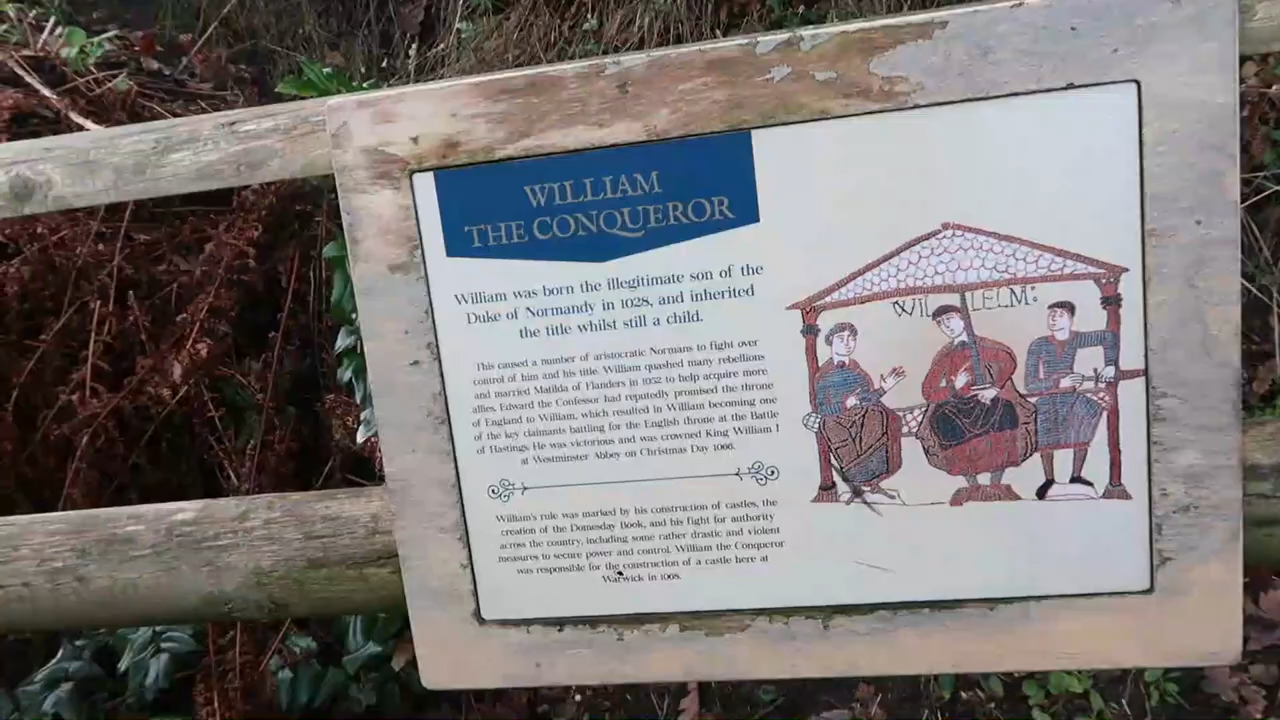 WILLIAM
THE CONQUEROR
William was born the illegitimate son of the
Duke of Normandy in 1028, and inherited
the title whilst still a child.
This caused a number of aristocratic Normans to fight over
control of him and his title. William quashed many rebellions
and married Matilda of Flanders in 1052 to help acquire more
allies. Edward the Confessor had reputedly promised the throne
of England to William, which resulted in William becoming one
of the key claimants battling for the English throne at the Battle
of Hastings. He was victorious and was crowned King William I
at Westminster Abbey on Christmas Day 1066.
William's rule was marked by his construction of castles, the
creation of the Domesday Book, and his fight for authority
across the country, including some rather drastic and violent
measures to secure power and control. William the Conqueror
was responsible for the construction of a castle here at
Warwick in 1068.
WILLELM: